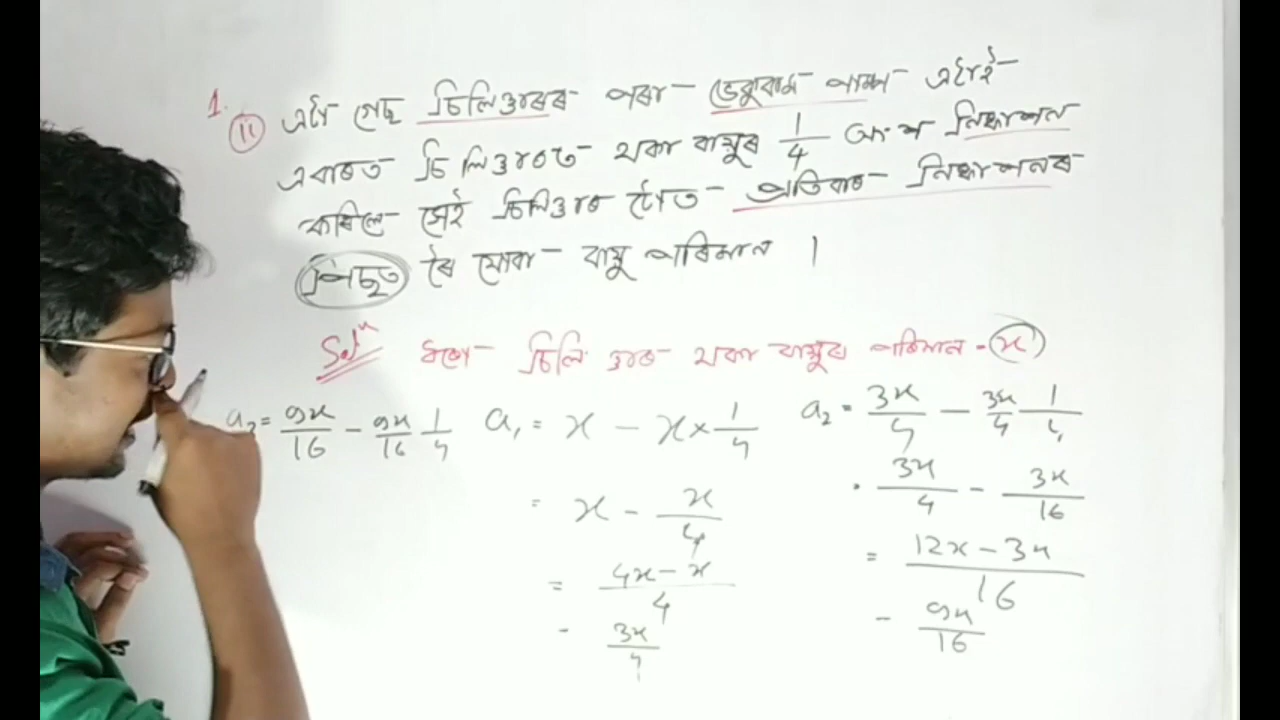 1.
(ii) এটা গেছ চিলিণ্ডাৰৰ পৰা ভেকুৱাম পাম্প এটাই
এবাৰত চিলিণ্ডাৰত থকা বায়ুৰ 1/4 অংশ নিষ্কাশন
কৰিলে সেই চিলিণ্ডাৰ টোত প্ৰতিবাৰ নিষ্কাশনৰ
পিছত ৰৈ যোৱা বায়ু পৰিমান ।
Solⁿ ধৰো চিলিণ্ডাৰত থকা বায়ুৰ পৰিমান - x
a₃ = 9x/16 - 9x/16 1/4
a₁ = x - x × 1/4
= x - x/4
= 4x - x/4
- 3x/4
a₂ = 3x/4 - 3x/4 1/4
. 3x/4 - 3x/16
= 12x - 3x/16
- 9x/16